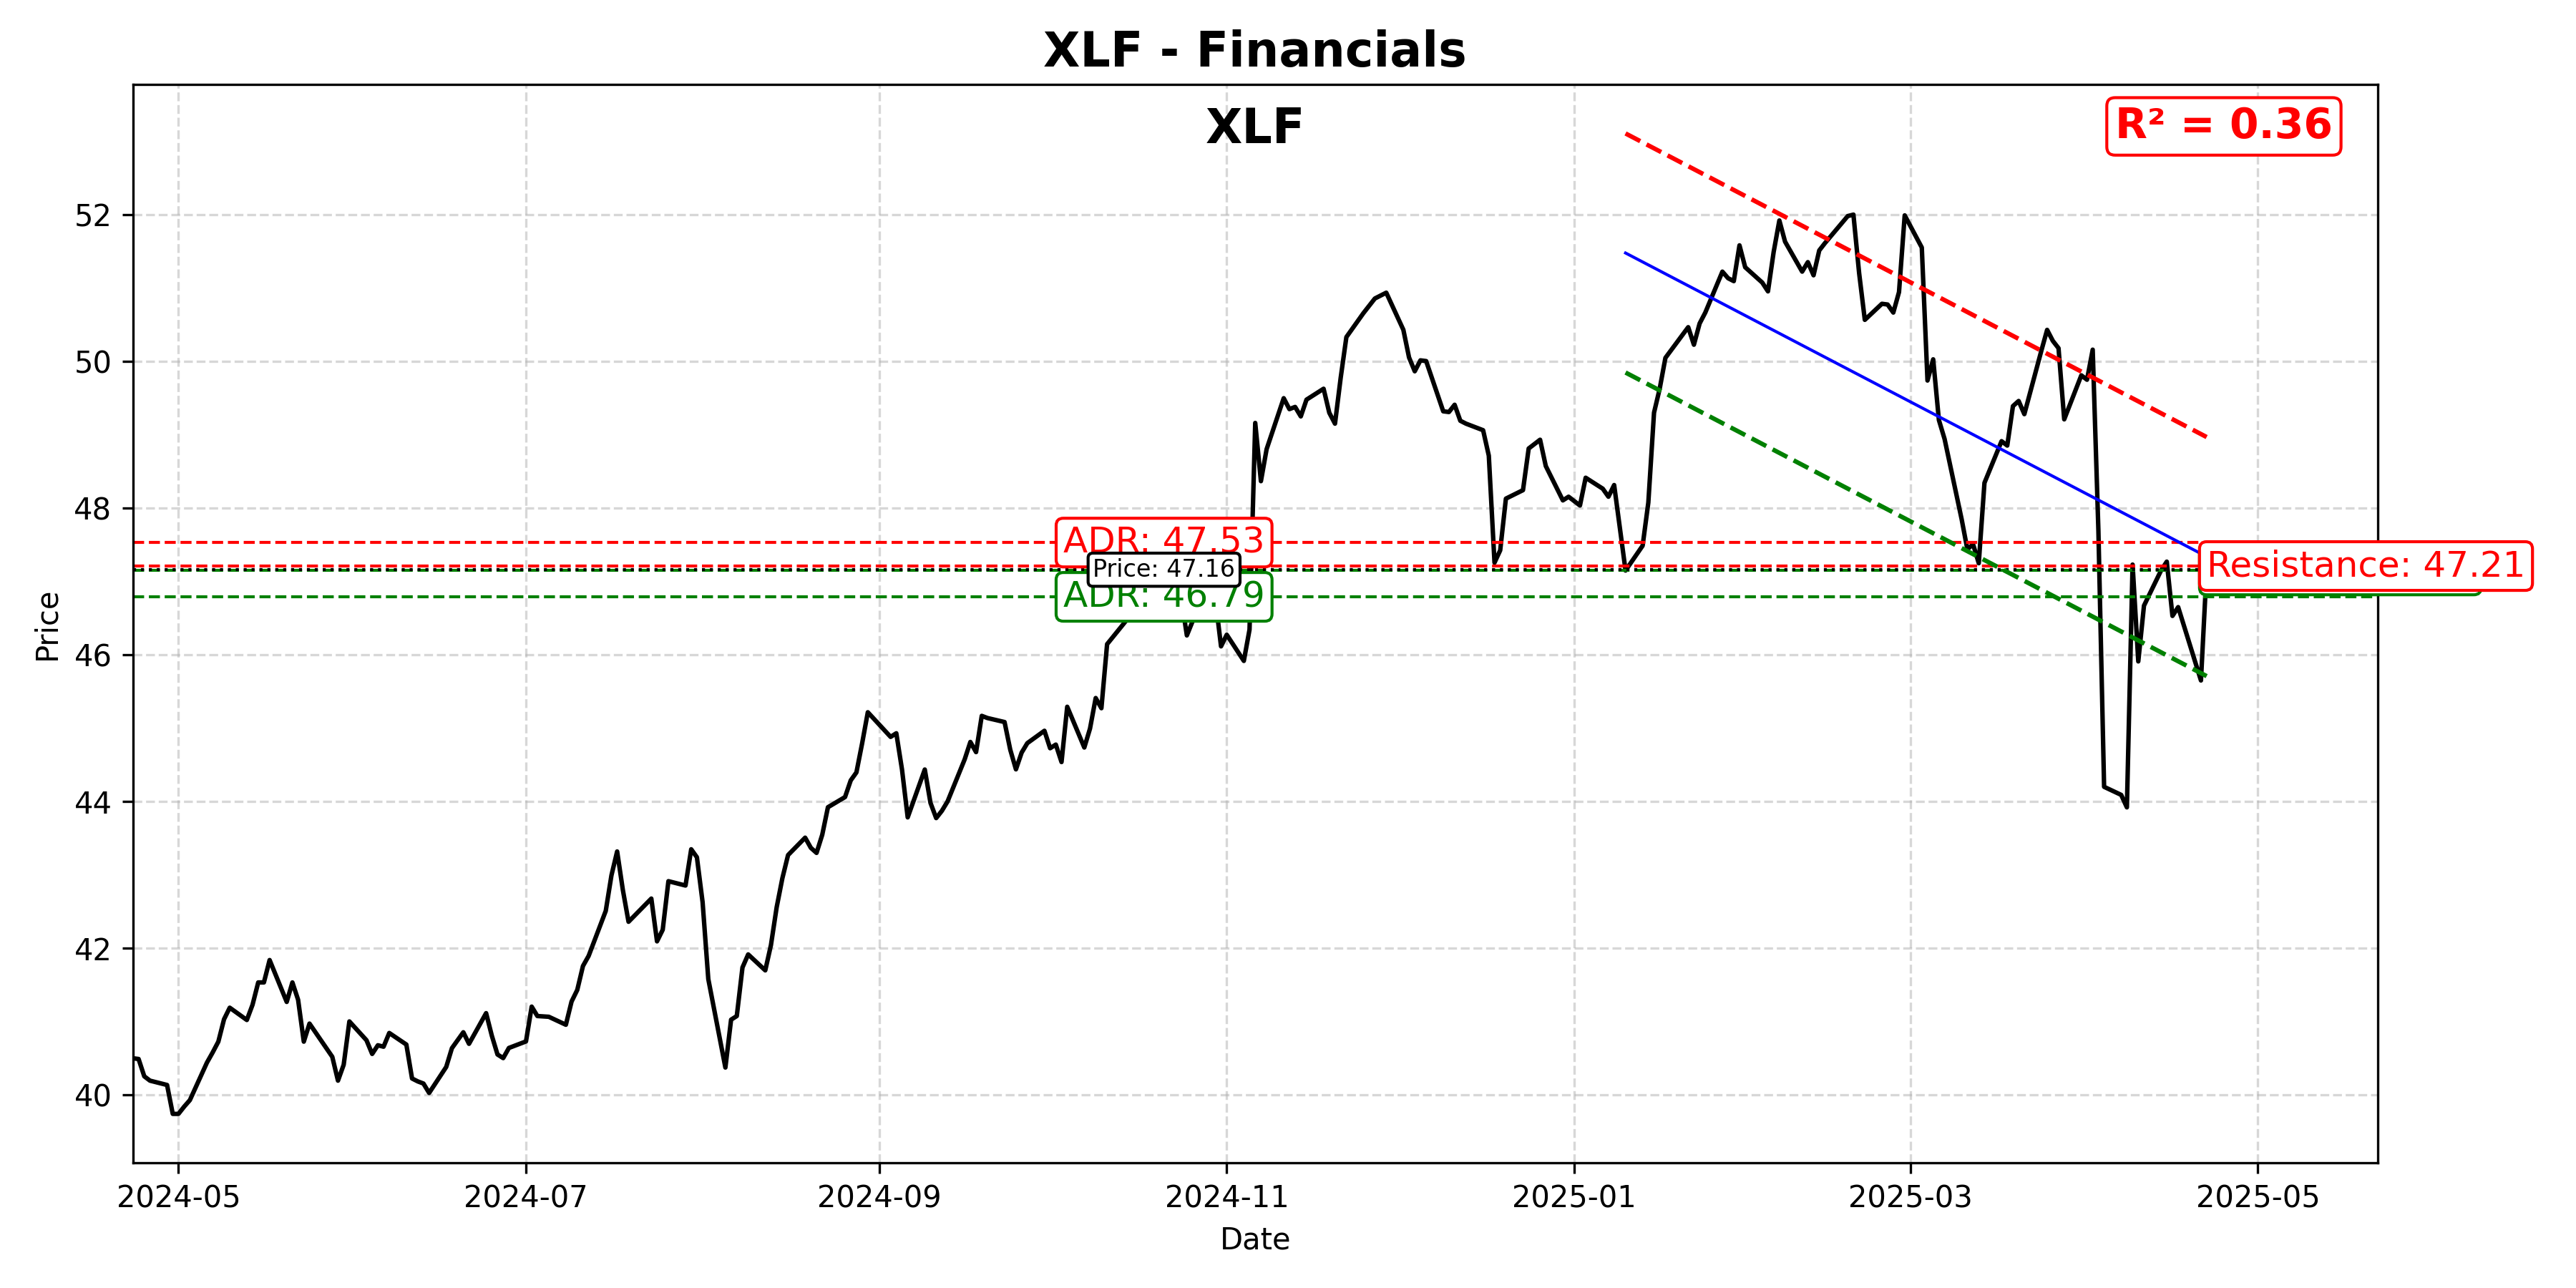 XLF - Financials
XLF
R² = 0.36
52
50
48
46
44
42
40
Price
ADR: 47.53
Price: 47.16
ADR: 46.79
Resistance: 47.21
2024-05
2024-07
2024-09
2024-11
2025-01
2025-03
2025-05
Date